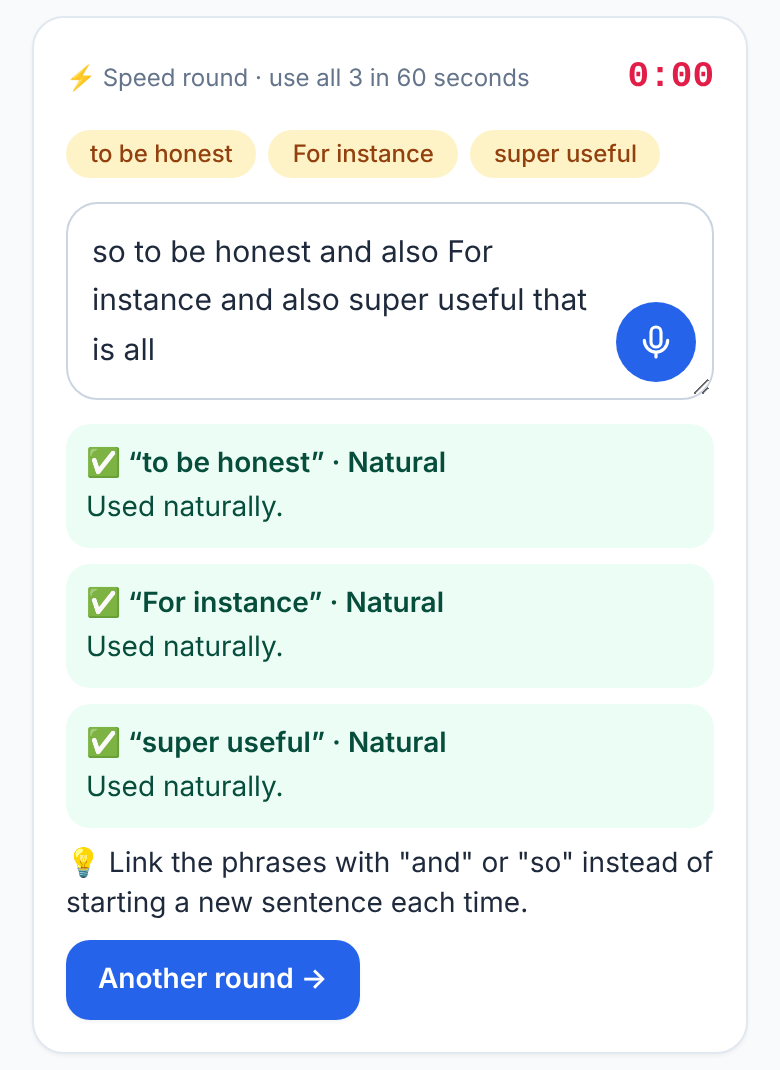 ⚡ Speed round · use all 3 in 60 seconds 0:00
to be honest For instance super useful
so to be honest and also For
instance and also super useful that
is all
✅ “to be honest” · Natural
Used naturally.
✅ “For instance” · Natural
Used naturally.
✅ “super useful” · Natural
Used naturally.
💡 Link the phrases with "and" or "so" instead of
starting a new sentence each time.
Another round →